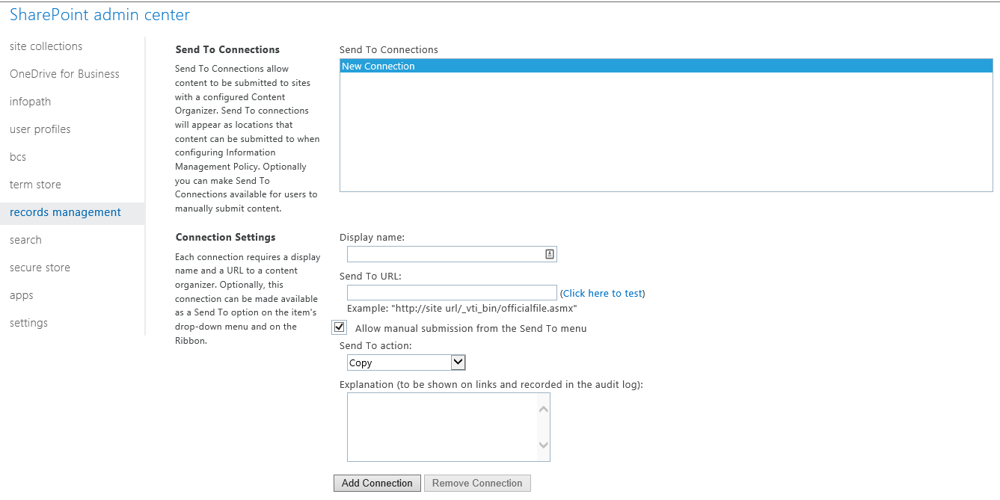 SharePoint admin center
site collections
OneDrive for Business
infopath
user profiles
bcs
term store
records management
search
secure store
apps
settings
Send To Connections
Send To Connections allow
content to be submitted to sites
with a configured Content
Organizer. Send To connections
will appear as locations that
content can be submitted to when
configuring Information
Management Policy. Optionally
you can make Send To
Connections available for users to
manually submit content.
Send To Connections
New Connection
Connection Settings
Each connection requires a display
name and a URL to a content
organizer. Optionally, this
connection can be made available
as a Send To option on the item's
drop-down menu and on the
Ribbon.
Display name:
Send To URL:
(Click here to test)
Example: "http://site url/_vti_bin/officialfile.asmx"
Allow manual submission from the Send To menu
Send To action:
Copy
Explanation (to be shown on links and recorded in the audit log):
Add Connection
Remove Connection